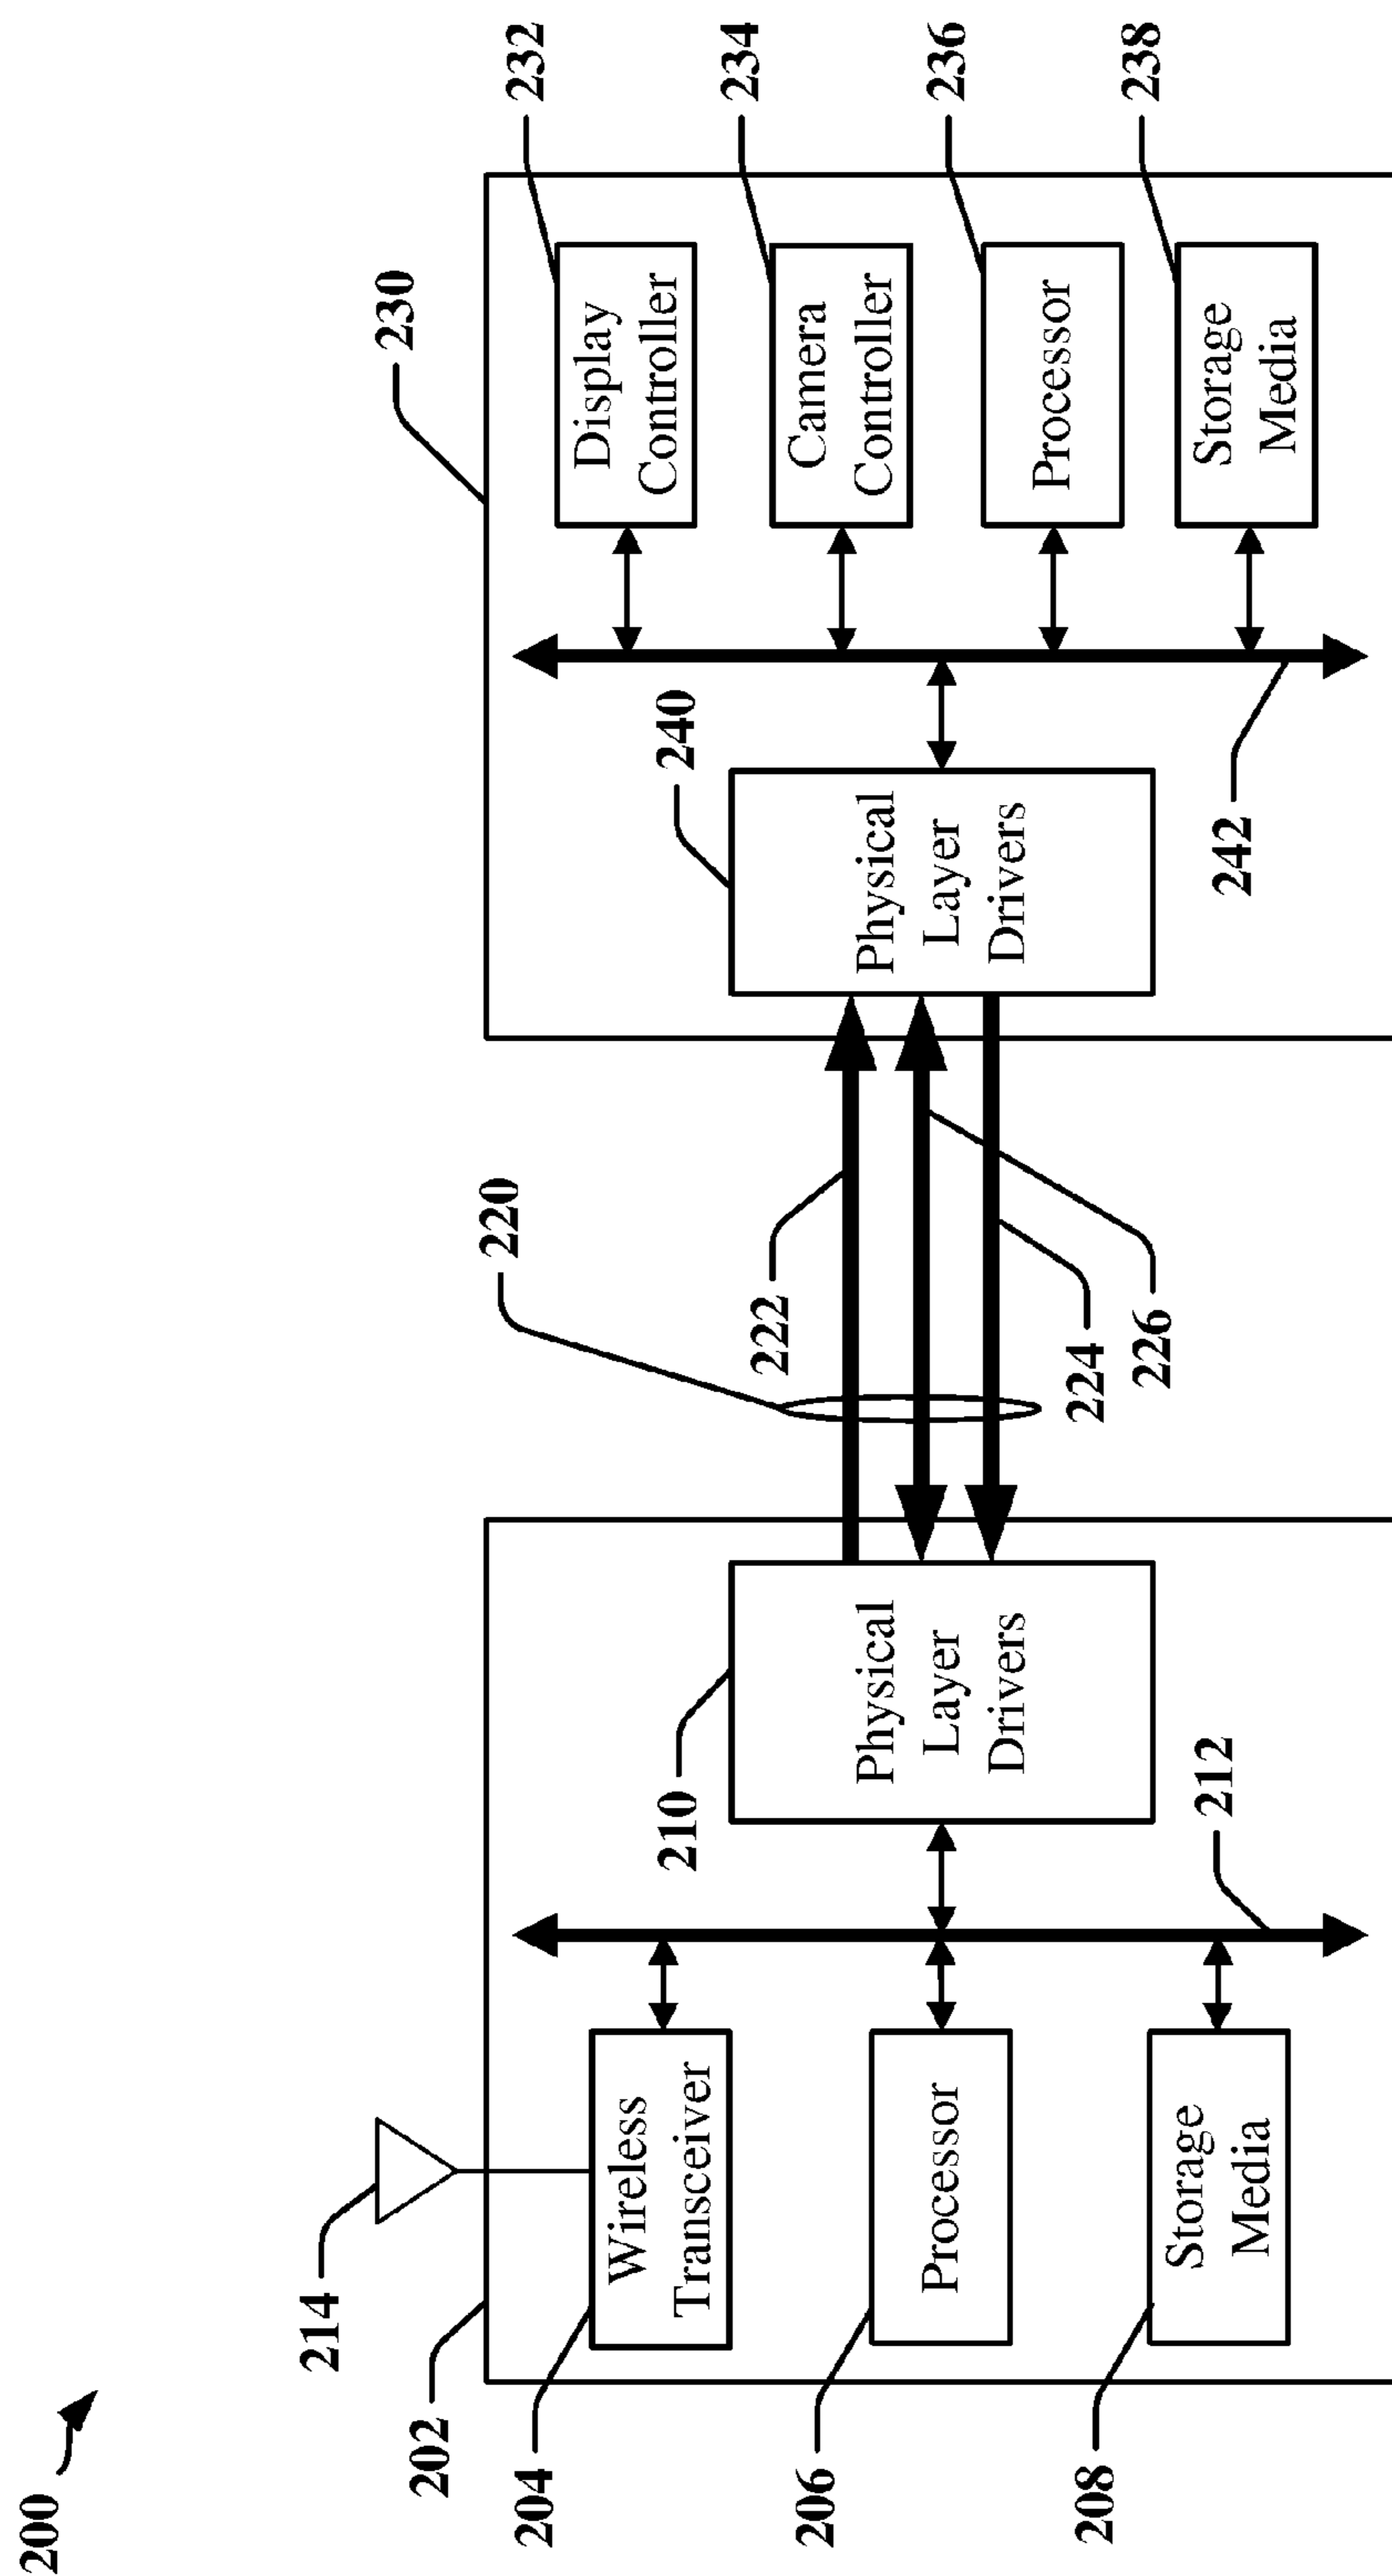 200
214
202
204
Wireless
Transceiver
206
Processor
208
Storage
Media
210
Physical
Layer
Drivers
212
220
222
224
226
230
240
Physical
Layer
Drivers
242
232
Display
Controller
234
Camera
Controller
236
Processor
238
Storage
Media